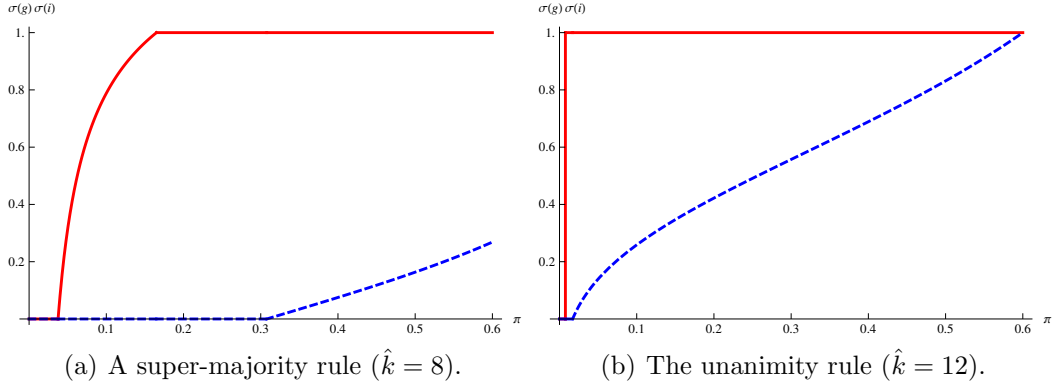 σ(g) σ(i)
1.
0.8
0.6
0.4
0.2
0.1 0.2 0.3 0.4 0.5 0.6 π
(a) A super-majority rule (k̂ = 8).
σ(g) σ(i)
1.
0.8
0.6
0.4
0.2
0.1 0.2 0.3 0.4 0.5 0.6 π
(b) The unanimity rule (k̂ = 12).